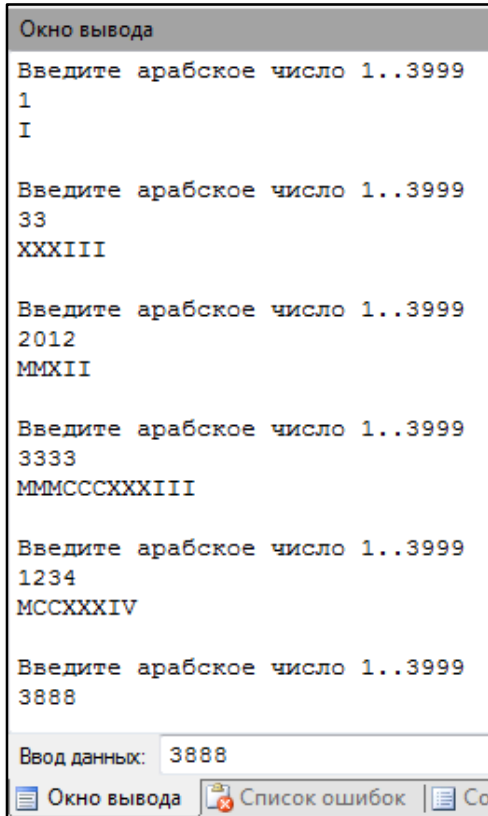 Окно вывода
Введите арабское число 1..3999
1
I
Введите арабское число 1..3999
33
XXXIII
Введите арабское число 1..3999
2012
MMXII
Введите арабское число 1..3999
3333
MMMCCCXXXIII
Введите арабское число 1..3999
1234
MCCXXXIV
Введите арабское число 1..3999
3888
Ввод данных: 3888
Окно вывода Список ошибок Со